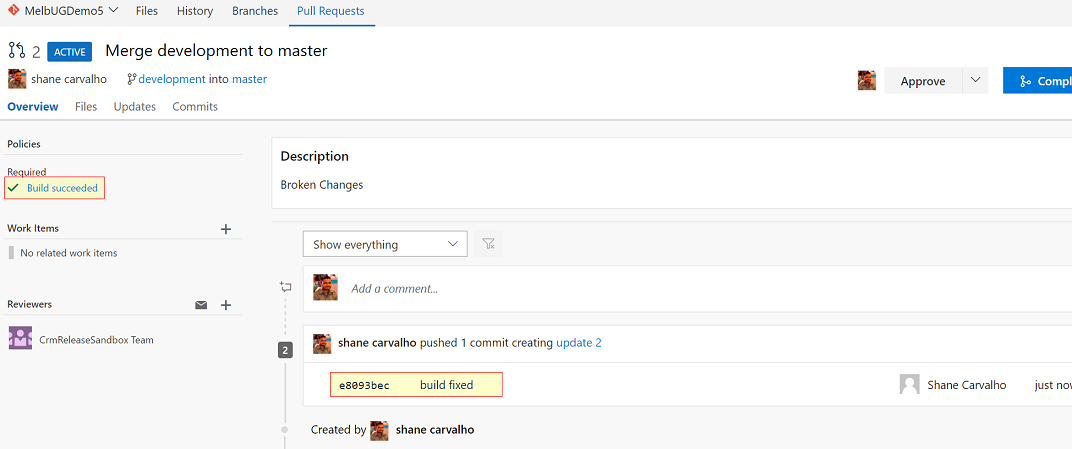 MelbUGDemo5 Files History Branches Pull Requests
2 ACTIVE Merge development to master
shane carvalho development into master Approve Compl
Overview Files Updates Commits
Policies
Required
Build succeeded
Work Items
No related work items
Reviewers
CrmReleaseSandbox Team
Description
Broken Changes
Show everything
Add a comment...
shane carvalho pushed 1 commit creating update 2
2
e8093bec build fixed Shane Carvalho just now
Created by shane carvalho